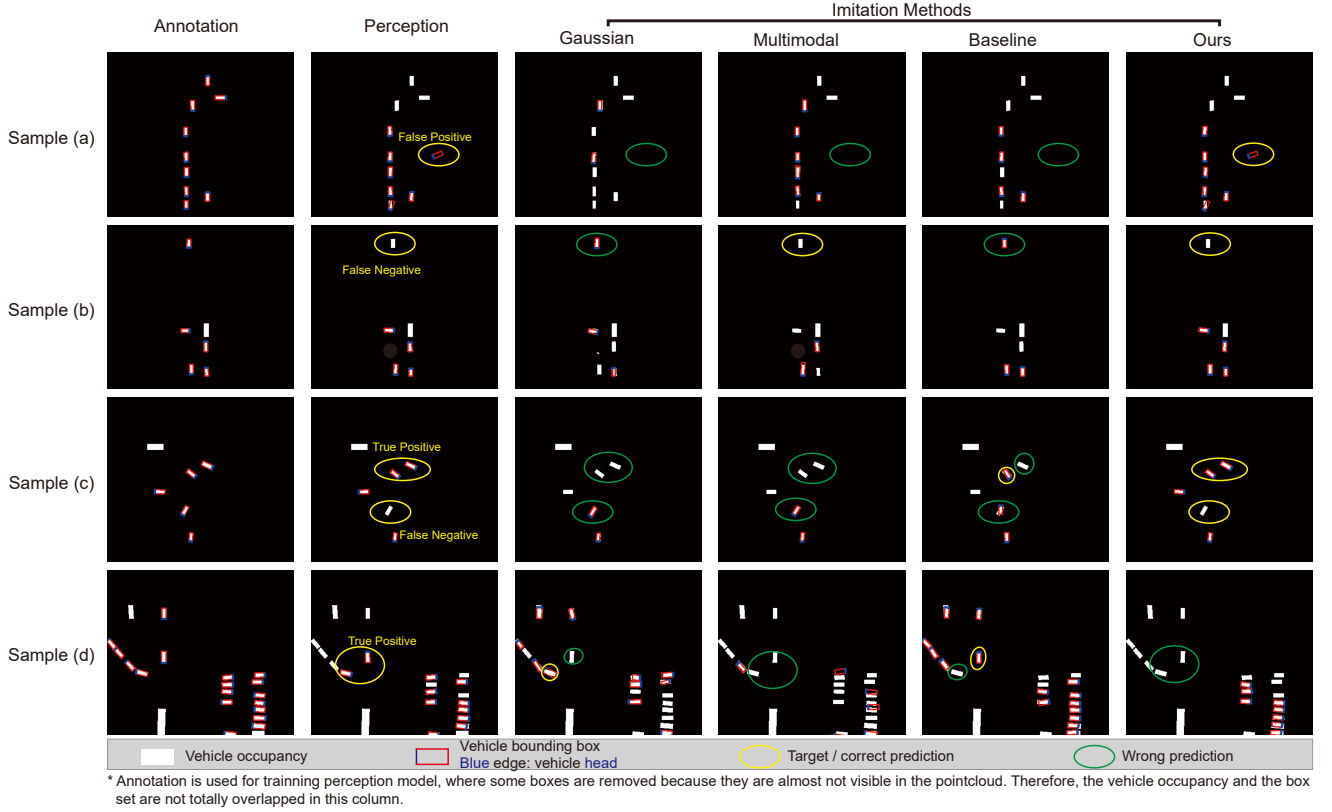 Imitation Methods
Annotation Perception Gaussian Multimodal Baseline Ours
Sample (a)
False Positive
Sample (b)
False Negative
Sample (c)
True Positive
False Negative
Sample (d)
True Positive
Vehicle occupancy
Vehicle bounding box
Blue edge: vehicle head
Target / correct prediction
Wrong prediction
* Annotation is used for trainning perception model, where some boxes are removed because they are almost not visible in the pointcloud. Therefore, the vehicle occupancy and the box
set are not totally overlapped in this column.